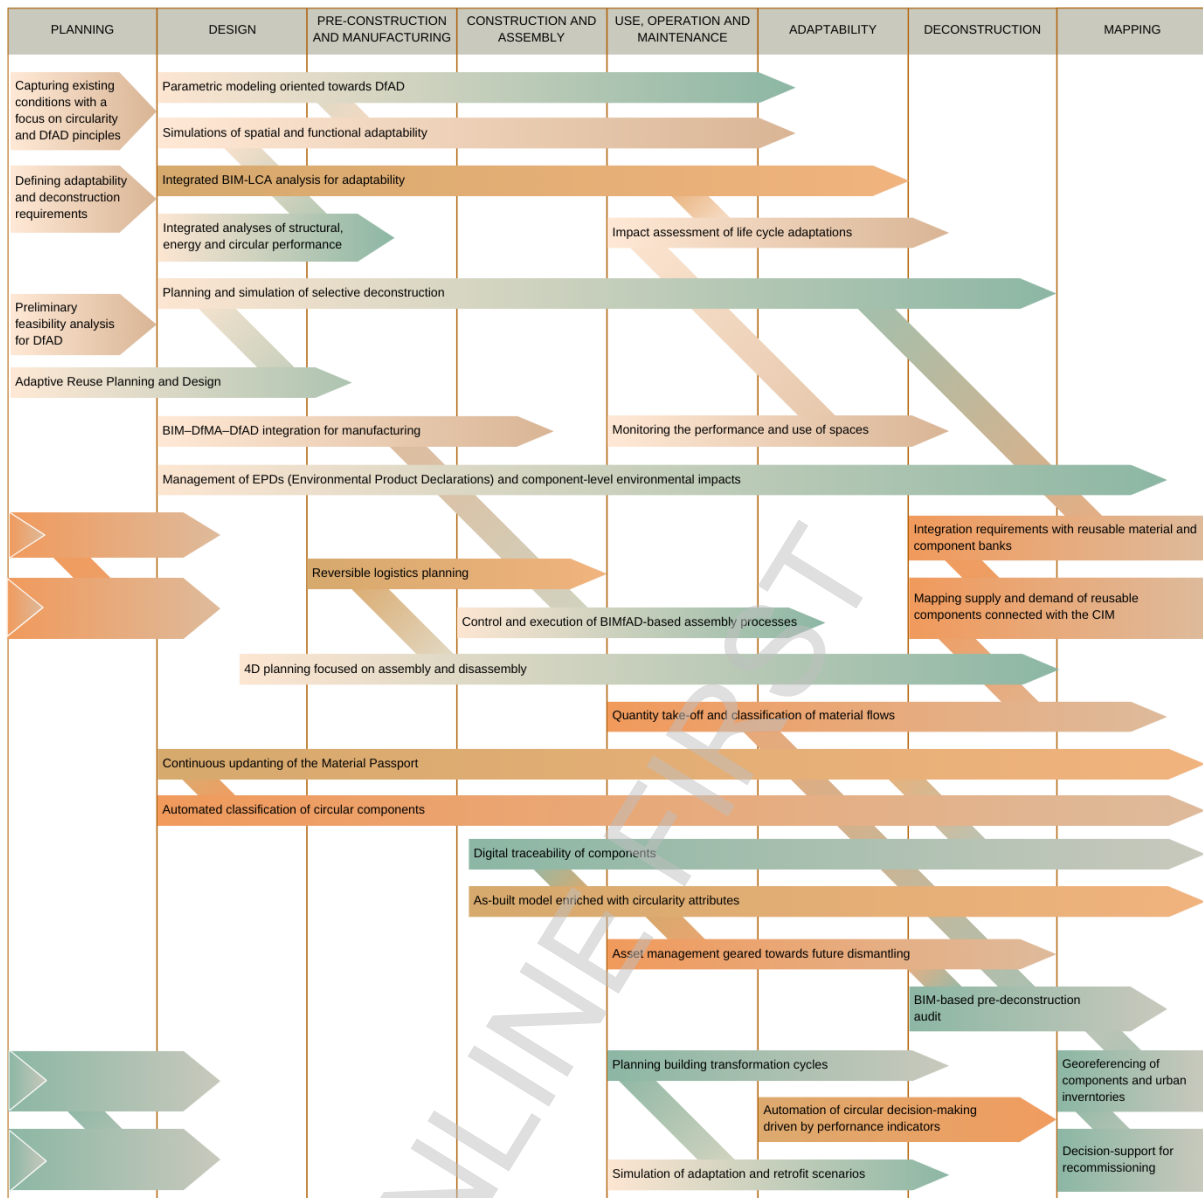 PLANNING
DESIGN
PRE-CONSTRUCTION
AND MANUFACTURING
CONSTRUCTION AND
ASSEMBLY
USE, OPERATION AND
MAINTENANCE
ADAPTABILITY
DECONSTRUCTION
MAPPING
Capturing existing
conditions with a
focus on circularity
and DfAD pinciples
Parametric modeling oriented towards DfAD
Simulations of spatial and functional adaptability
Defining adaptability
and deconstruction
requirements
Integrated BIM-LCA analysis for adaptability
Integrated analyses of structural,
energy and circular performance
Impact assessment of life cycle adaptations
Planning and simulation of selective deconstruction
Preliminary
feasibility analysis
for DfAD
Adaptive Reuse Planning and Design
BIM–DfMA–DfAD integration for manufacturing
Monitoring the performance and use of spaces
Management of EPDs (Environmental Product Declarations) and component-level environmental impacts
Integration requirements with reusable material and
component banks
Reversible logistics planning
Mapping supply and demand of reusable
components connected with the CIM
Control and execution of BIMfAD-based assembly processes
4D planning focused on assembly and disassembly
Quantity take-off and classification of material flows
Continuous updanting of the Material Passport
Automated classification of circular components
Digital traceability of components
As-built model enriched with circularity attributes
Asset management geared towards future dismantling
BIM-based pre-deconstruction
audit
Planning building transformation cycles
Georeferencing of
components and urban
inverntories
Automation of circular decision-making
driven by perfornance indicators
Decision-support for
recommissioning
Simulation of adaptation and retrofit scenarios
NLINE FIRST